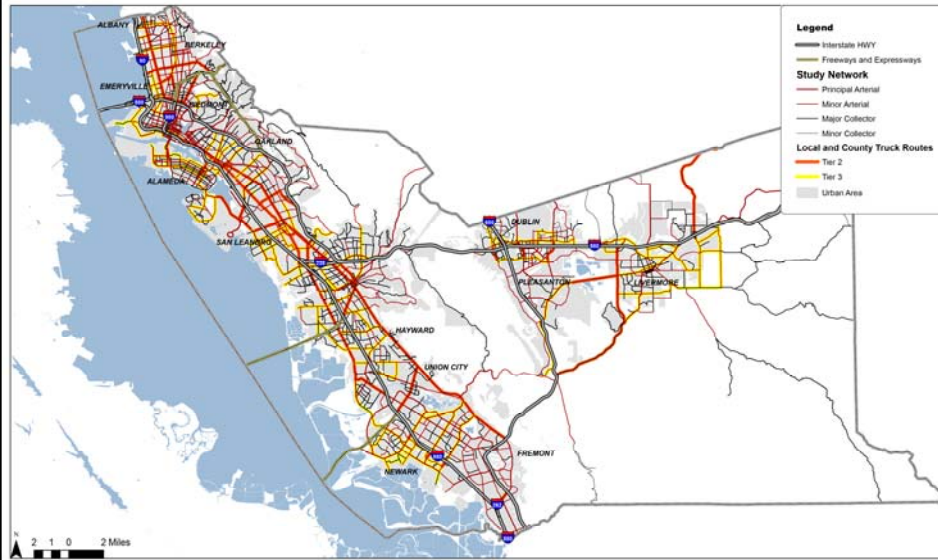 ALBANY
BERKELEY
EMERYVILLE
PIEDMONT
OAKLAND
ALAMEDA
SAN LEANDRO
DUBLIN
PLEASANTON
LIVERMORE
HAYWARD
UNION CITY
FREMONT
NEWARK
Legend
Interstate HWY
Freeways and Expressways
Study Network
Principal Arterial
Minor Arterial
Major Collector
Minor Collector
Local and County Truck Routes
Tier 2
Tier 3
Urban Area
N
2 1 0 2 Miles